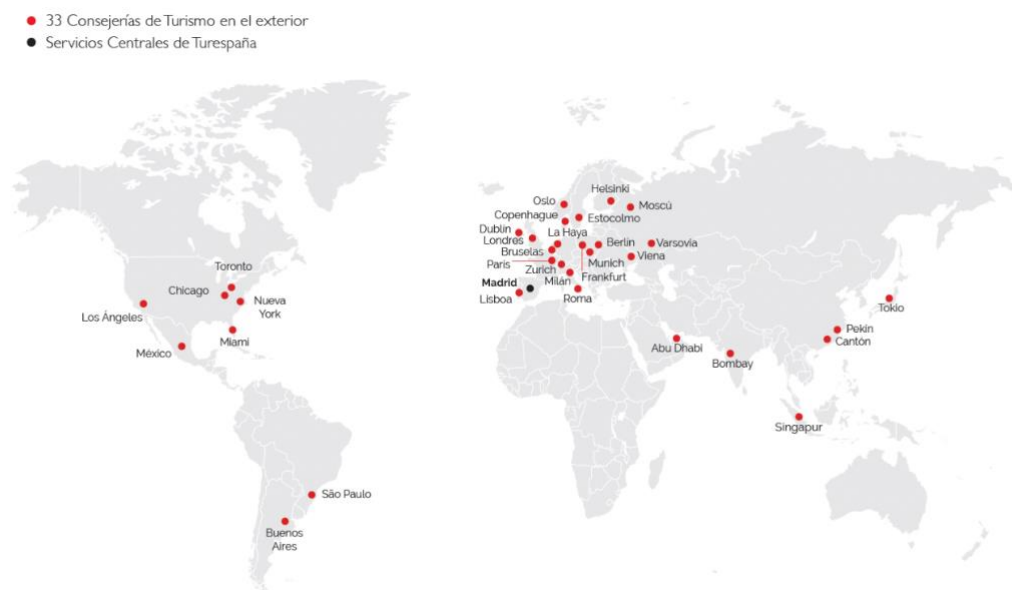 33 Consejerías de Turismo en el exterior
Servicios Centrales de Turespaña
Helsinki
Oslo
Moscú
Copenhague
Estocolmo
Dublín
La Haya
Londres
Berlín
Varsovia
Bruselas
Viena
París
Munich
Zurich
Milán
Frankfurt
Madrid
Lisboa
Roma
Toronto
Chicago
Nueva
York
Los Ángeles
Miami
México
Tokio
Pekín
Cantón
Abu Dhabi
Bombay
Singapur
São Paulo
Buenos
Aires